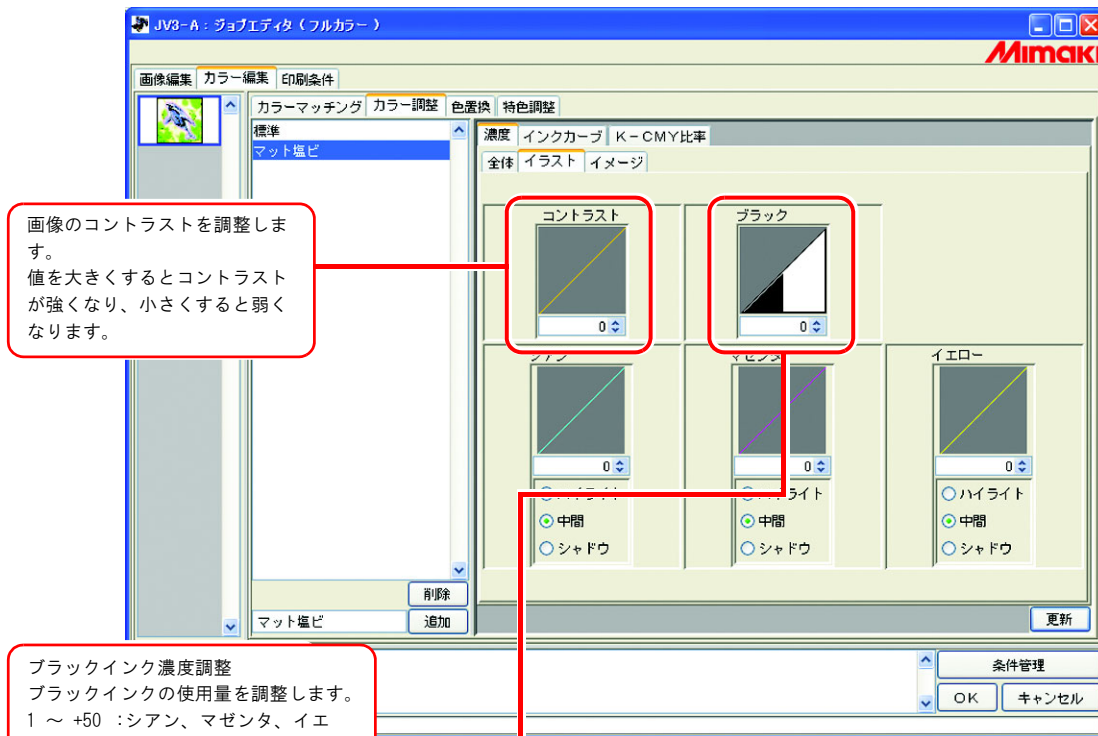 JV3-A：ジョブエディタ（フルカラー）
Mimaki
画像編集 カラー編集 印刷条件
カラーマッチング カラー調整 色置換 特色調整
標準
マット塩ビ
濃度 インクカーブ K－CMY比率
全体 イラスト イメージ
画像のコントラストを調整しま
す。
値を大きくするとコントラスト
が強くなり、小さくすると弱く
なります。
コントラスト ブラック
0 0
イエロー
0 0 0
ハイライト
中間 中間 中間
シャドウ シャドウ シャドウ
削除
マット塩ビ 追加
更新
ブラックインク濃度調整
ブラックインクの使用量を調整します。
1 ～ +50 ：シアン、マゼンタ、イエ
条件管理
OK キャンセル